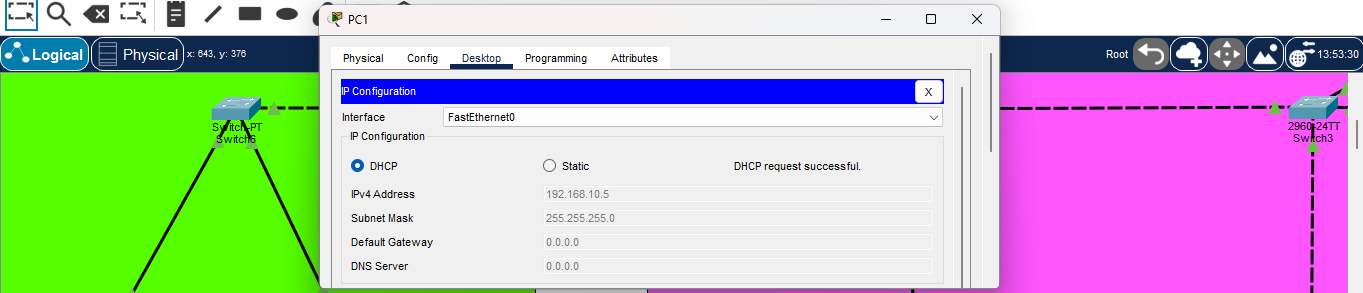 PC1
Logical
Physical
x: 643, y: 376
Root
13:53:30
Physical
Config
Desktop
Programming
Attributes
IP Configuration
X
Interface
FastEthernet0
IP Configuration
DHCP
Static
DHCP request successful.
IPv4 Address
192.168.10.5
Subnet Mask
255.255.255.0
Default Gateway
0.0.0.0
DNS Server
0.0.0.0
Switch-PT
Switch6
2960-24TT
Switch3